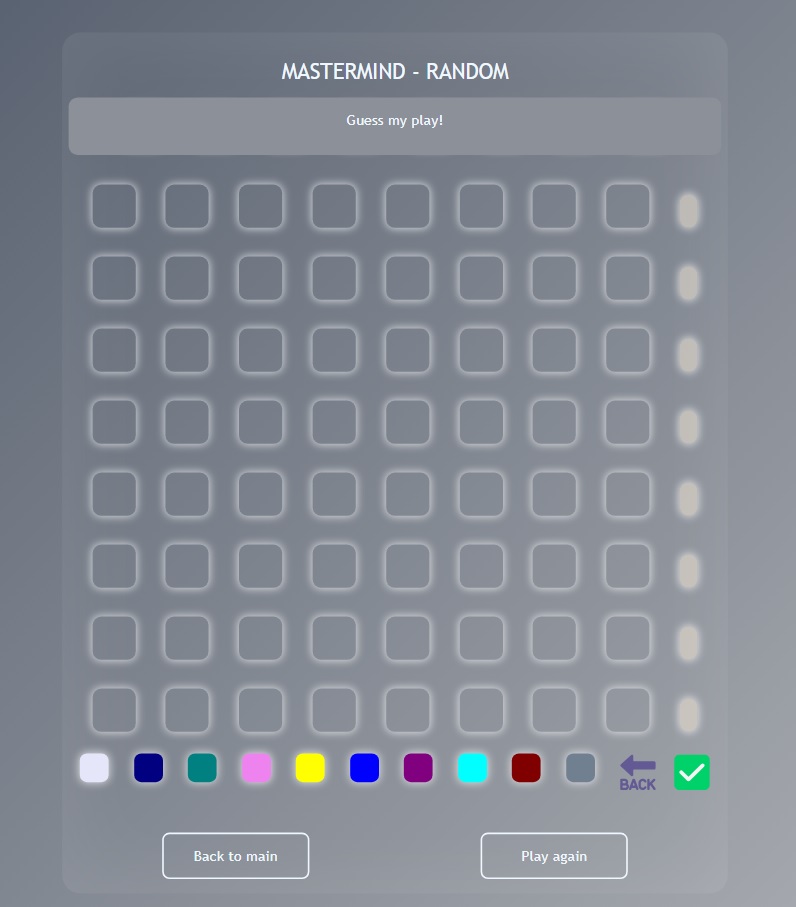 MASTERMIND - RANDOM
Guess my play!
BACK
Back to main
Play again